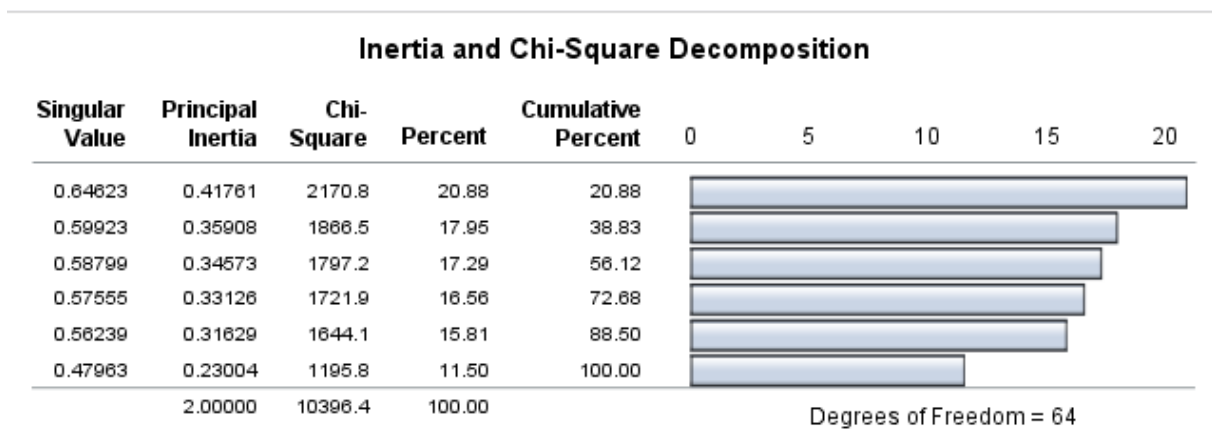 Inertia and Chi-Square Decomposition
Singular Value Principal Inertia Chi-Square Percent Cumulative Percent 0 5 10 15 20
0.64623 0.41761 2170.8 20.88 20.88
0.59923 0.35908 1866.5 17.95 38.83
0.58799 0.34573 1797.2 17.29 56.12
0.57555 0.33126 1721.9 16.56 72.68
0.56239 0.31629 1644.1 15.81 88.50
0.47963 0.23004 1195.8 11.50 100.00
2.00000 10396.4 100.00
Degrees of Freedom = 64